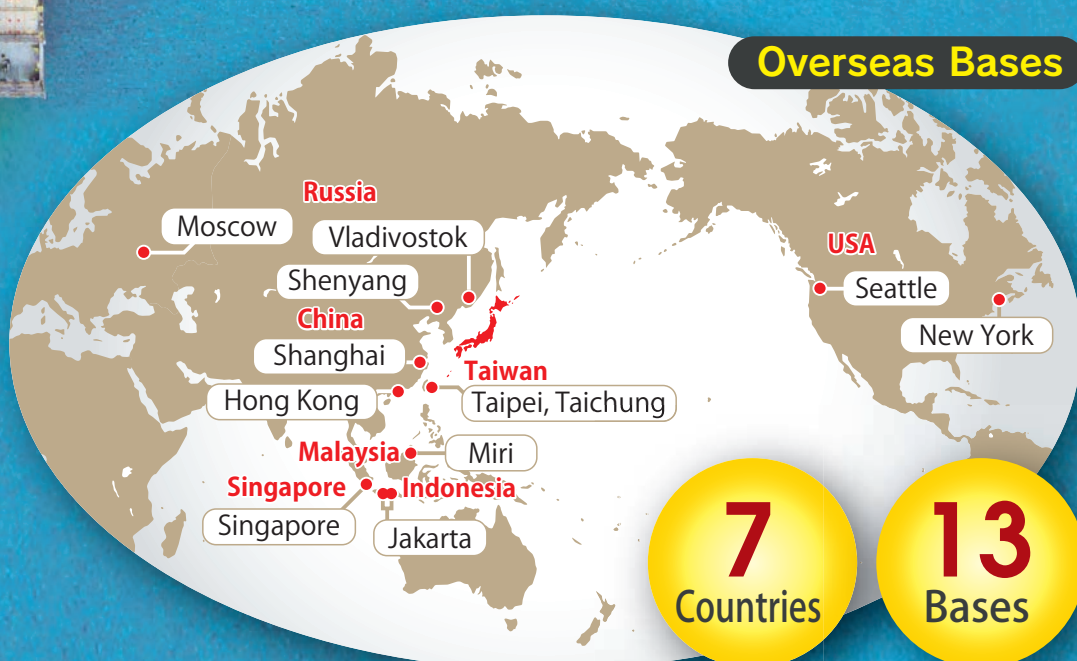 Overseas Bases
Russia
Moscow
Vladivostok
Shenyang
China
Shanghai
Hong Kong
Taiwan
Taipei, Taichung
Malaysia
Miri
Singapore
Singapore
Indonesia
Jakarta
USA
Seattle
New York
7
Countries
13
Bases